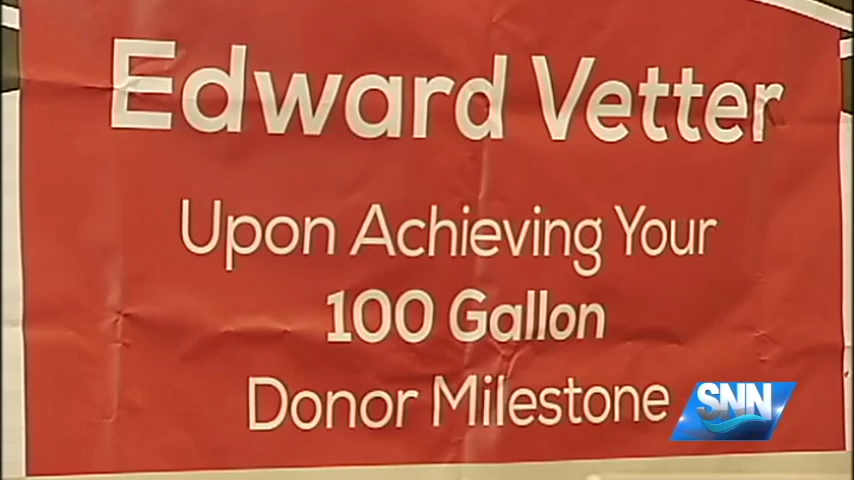 Edward Vetter
Upon Achieving Your
100 Gallon
Donor Milestone
SNN